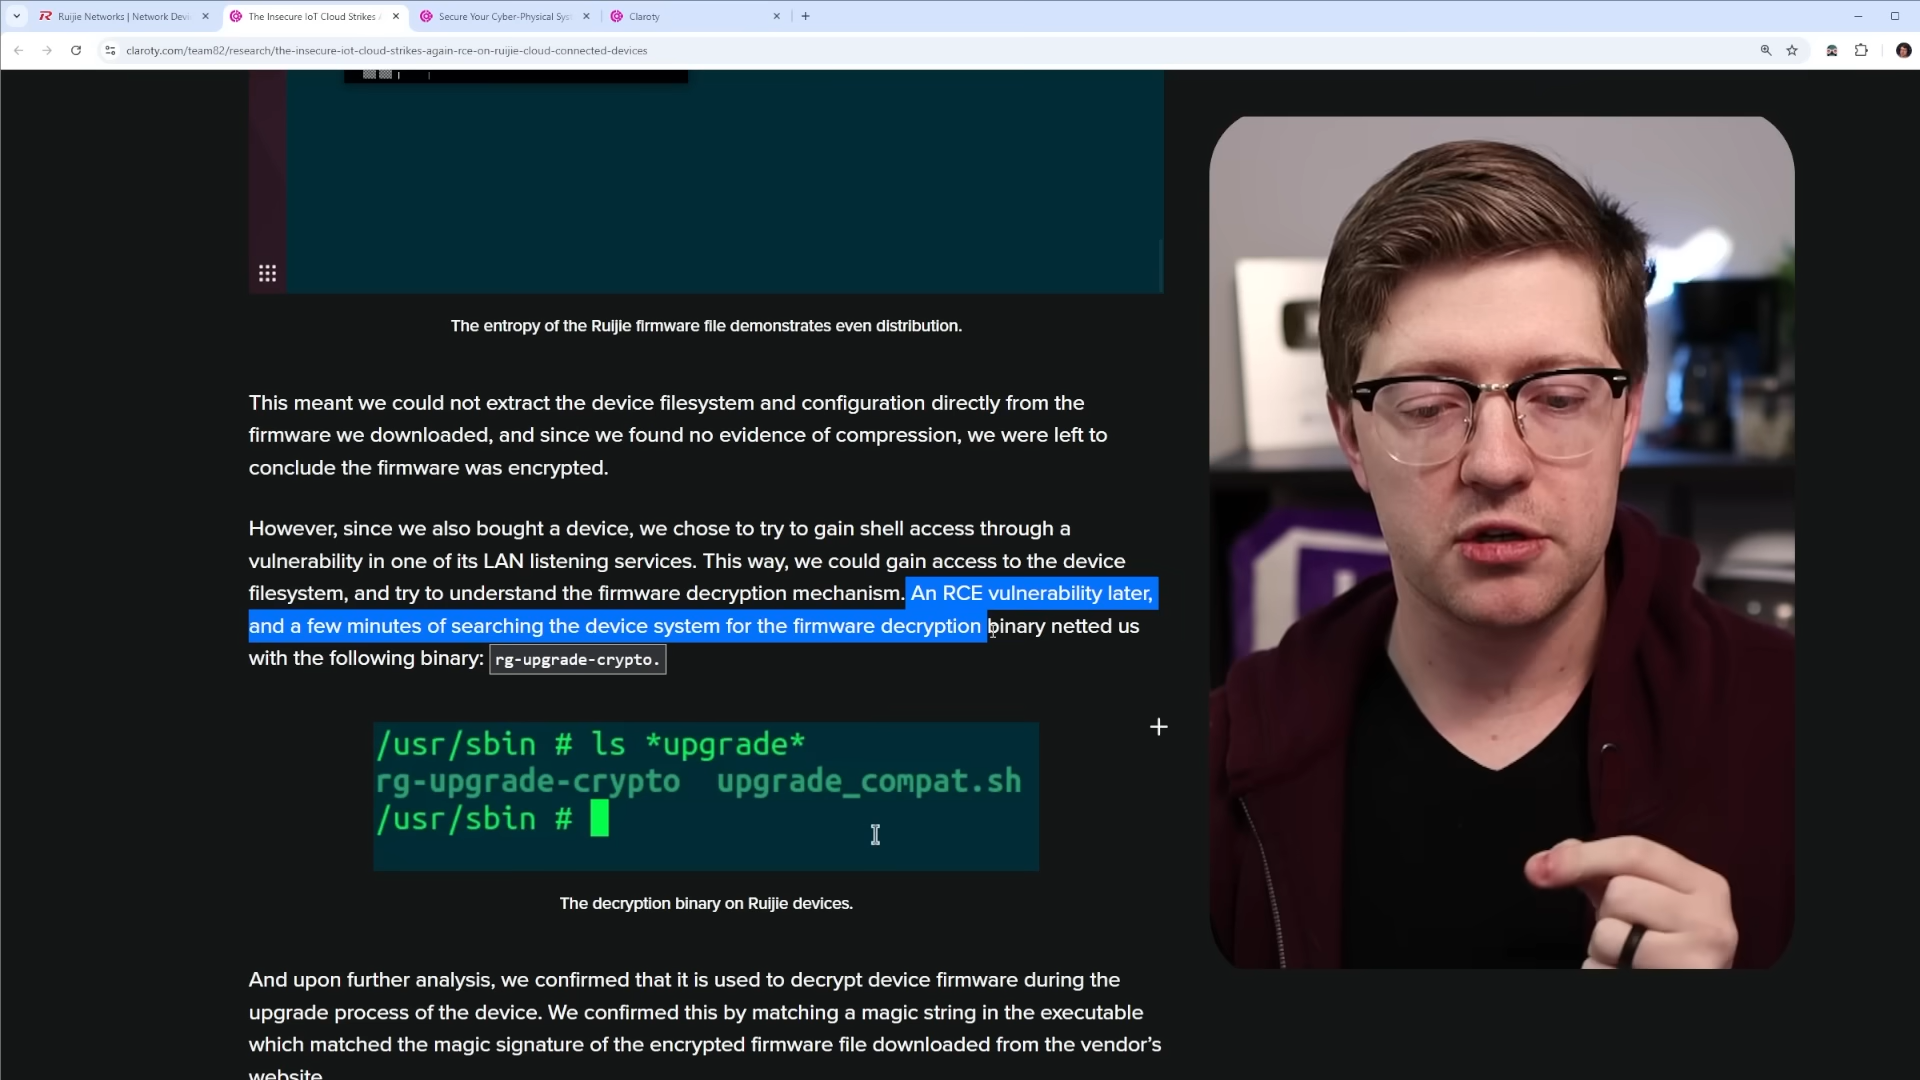 Ruijie Networks | Network Devi
The Insecure IoT Cloud Strikes A
Secure Your Cyber-Physical Sys
Claroty
claroty.com/team82/research/the-insecure-iot-cloud-strikes-again-rce-on-ruijie-cloud-connected-devices
The entropy of the Ruijie firmware file demonstrates even distribution.
This meant we could not extract the device filesystem and configuration directly from the
firmware we downloaded, and since we found no evidence of compression, we were left to
conclude the firmware was encrypted.
However, since we also bought a device, we chose to try to gain shell access through a
vulnerability in one of its LAN listening services. This way, we could gain access to the device
filesystem, and try to understand the firmware decryption mechanism. An RCE vulnerability later,
and a few minutes of searching the device system for the firmware decryption binary netted us
with the following binary: rg-upgrade-crypto.
/usr/sbin # ls *upgrade*
rg-upgrade-crypto upgrade_compat.sh
/usr/sbin #
The decryption binary on Ruijie devices.
And upon further analysis, we confirmed that it is used to decrypt device firmware during the
upgrade process of the device. We confirmed this by matching a magic string in the executable
which matched the magic signature of the encrypted firmware file downloaded from the vendor’s
website.